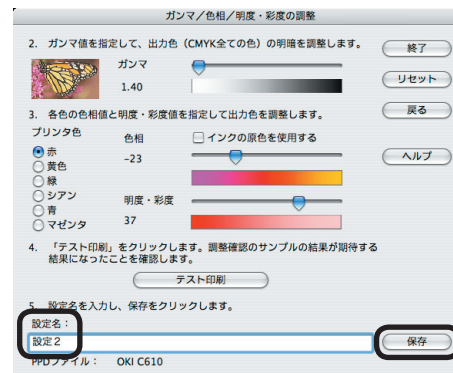 ガンマ／色相／明度・彩度の調整
2. ガンマ値を指定して、出力色（CMYK全ての色）の明暗を調整します。
終了
ガンマ
1.40
リセット
戻る
3. 各色の色相値と明度・彩度値を指定して出力色を調整します。
プリンタ色
色相
インクの原色を使用する
ヘルプ
赤
-23
黄色
緑
シアン
明度・彩度
青
37
マゼンタ
4. 「テスト印刷」をクリックします。調整確認のサンプルの結果が期待する
結果になったことを確認します。
テスト印刷
5. 設定名を入力し、保存をクリックします。
設定名：
設定２
保存
PPDファイル： OKI C610